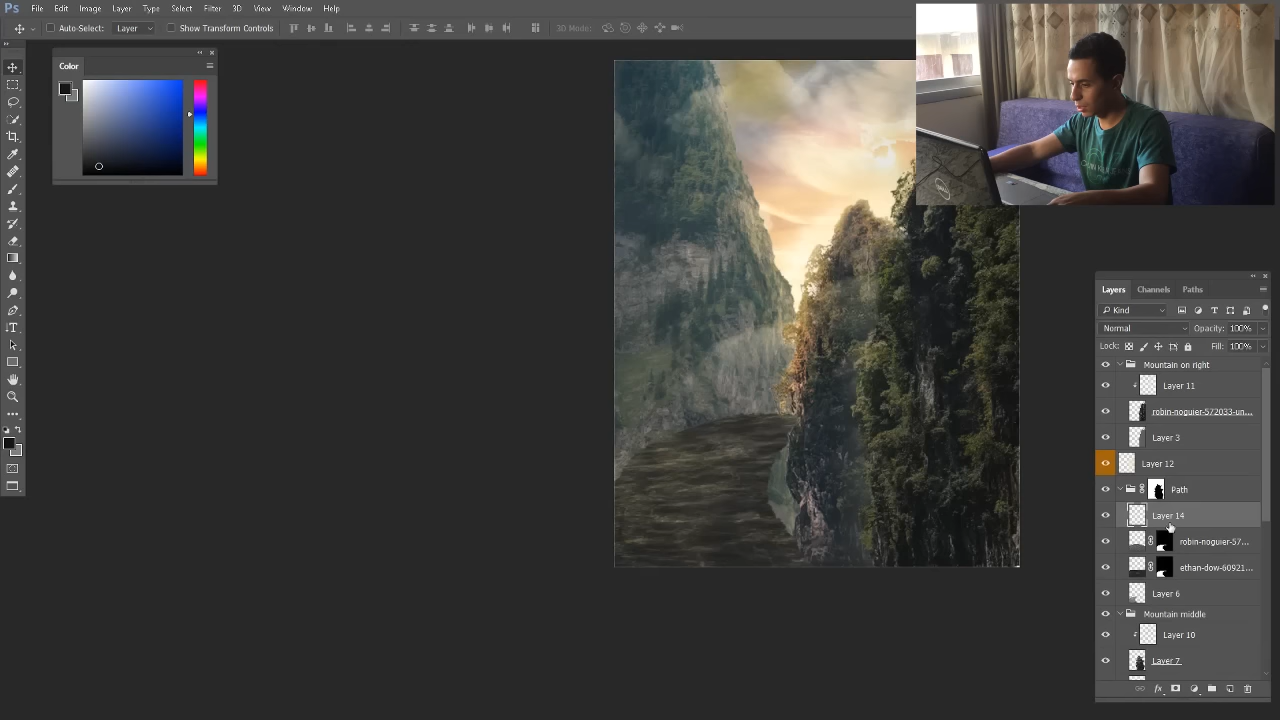 Ps File Edit Image Layer Type Select Filter 3D View Window Help
Auto-Select: Layer Show Transform Controls 3D Mode:
Color
Layers Channels Paths
Kind
Normal Opacity: 100%
Lock: Fill: 100%
Mountain on right
Layer 11
robin-noguier-572033-un...
Layer 3
Layer 12
Path
Layer 14
robin-noguier-57...
ethan-dow-60921...
Layer 6
Mountain middle
Layer 10
Layer 7
fx